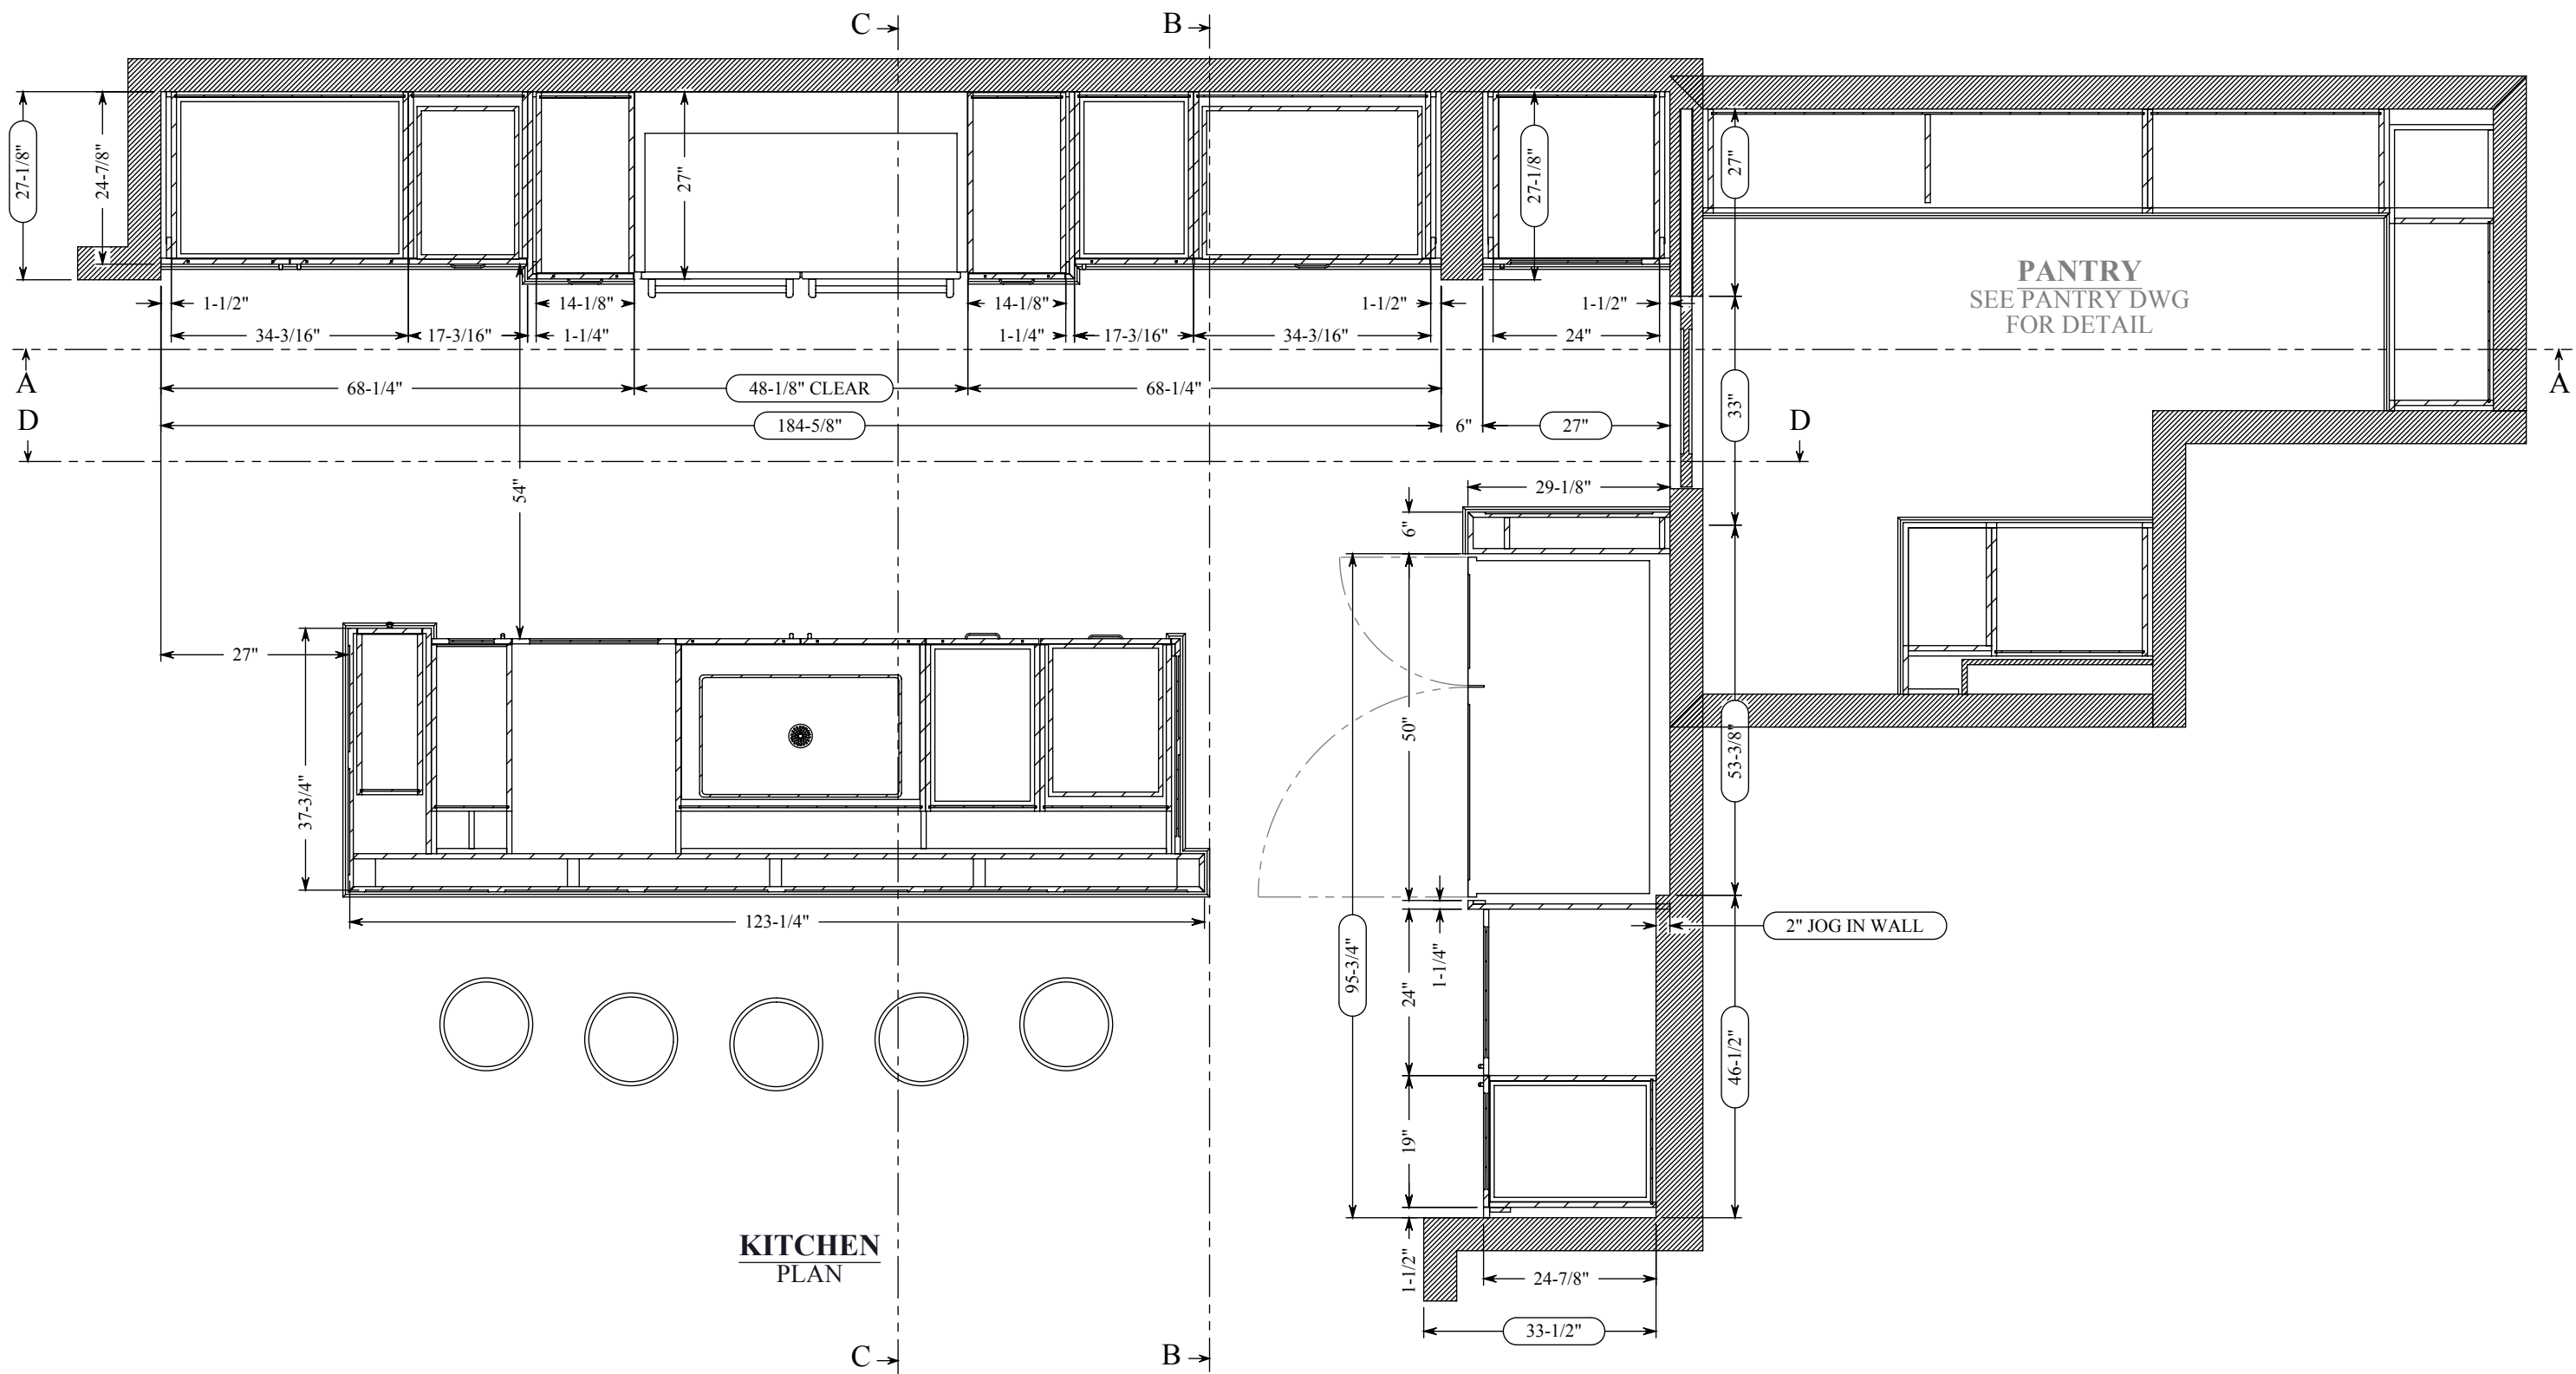 C
B
27-1/8"
24-7/8"
27"
27-1/8"
27"
PANTRY
SEE PANTRY DWG
FOR DETAIL
1-1/2"
14-1/8"
14-1/8"
1-1/2"
1-1/2"
34-3/16"
17-3/16"
1-1/4"
1-1/4"
17-3/16"
34-3/16"
24"
A
68-1/4"
48-1/8" CLEAR
68-1/4"
33"
A
D
184-5/8"
6"
27"
D
54"
29-1/8"
6"
27"
37-3/4"
50"
53-3/8"
123-1/4"
2" JOG IN WALL
95-3/4"
24"
1-1/4"
46-1/2"
19"
KITCHEN
PLAN
1-1/2"
24-7/8"
33-1/2"
C
B